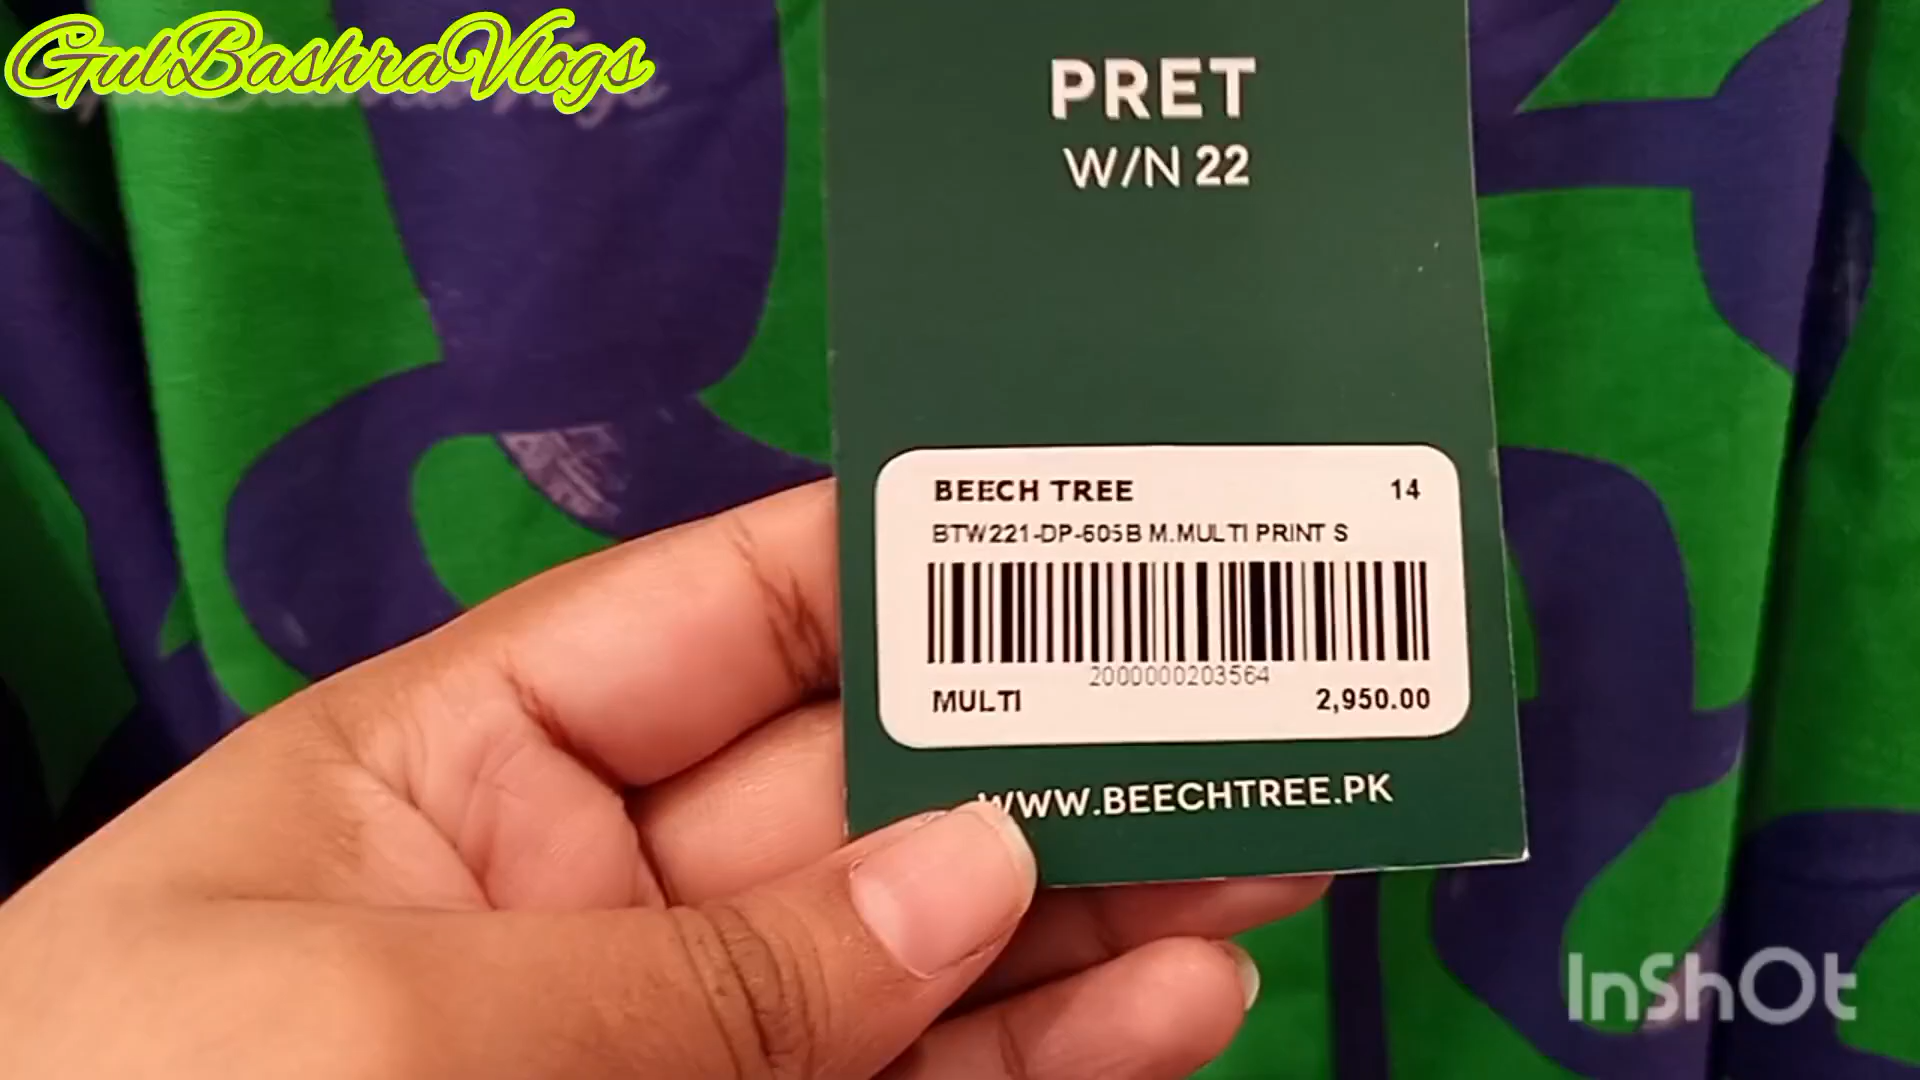 GulBashraVlogs
PRET
W/N 22
BEECH TREE 14
BTW221-DP-605B M.MULTI PRINT S
2000000203564
MULTI 2,950.00
WWW.BEECHTREE.PK
InShOt